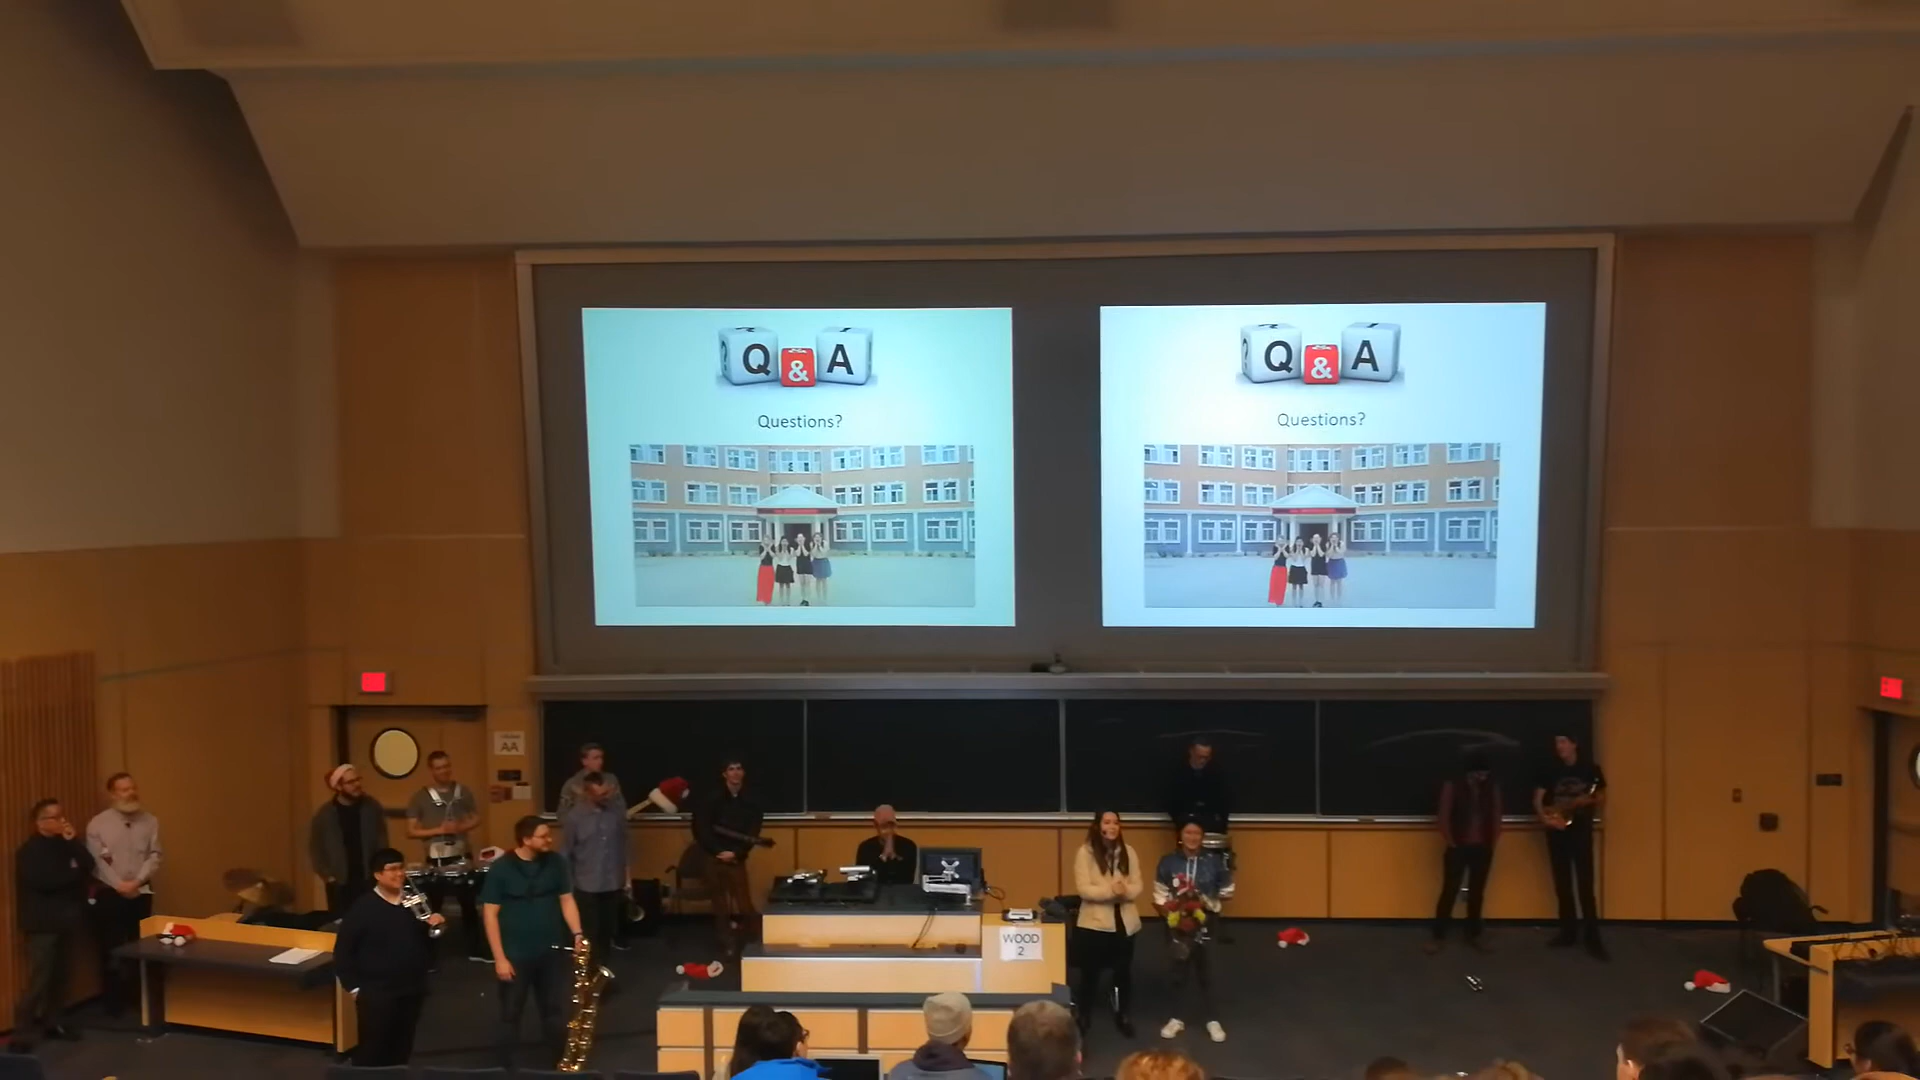 Q & A
Questions?
Q & A
Questions?
AA
WOOD
2